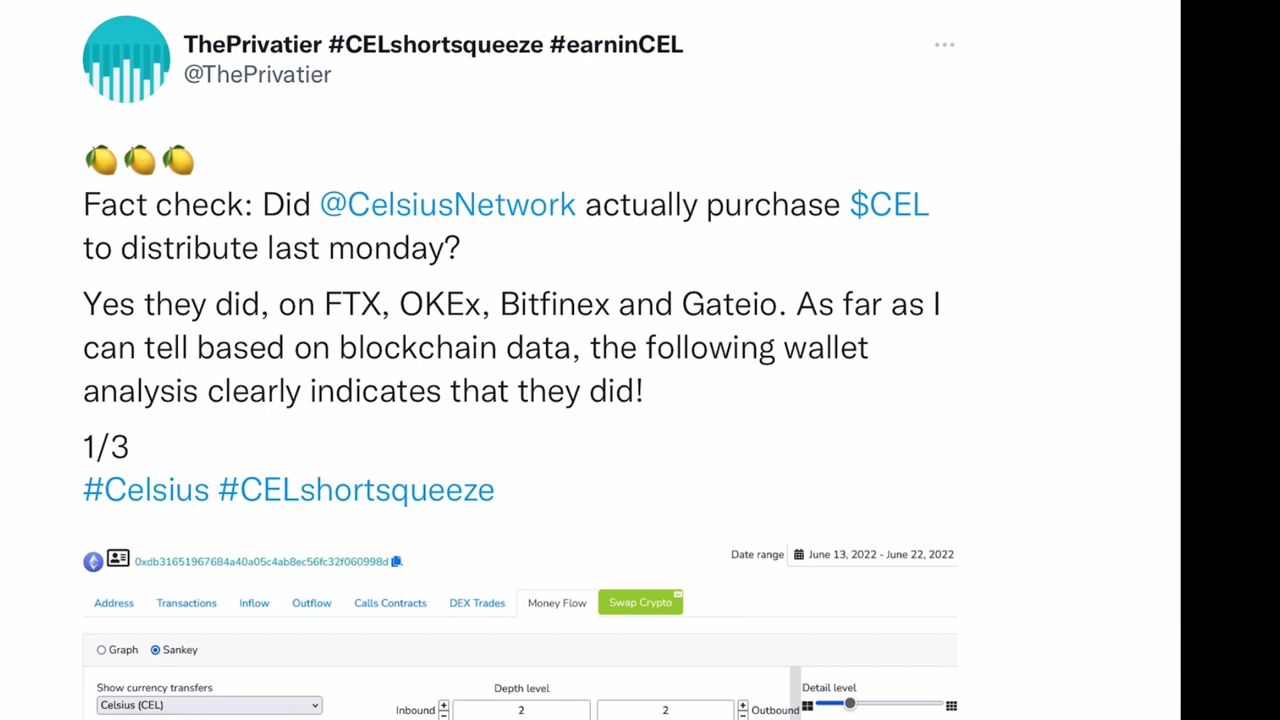 ThePrivatier #CELshortsqueeze #earninCEL
@ThePrivatier
🍋🍋🍋
Fact check: Did @CelsiusNetwork actually purchase $CEL
to distribute last monday?
Yes they did, on FTX, OKEx, Bitfinex and Gateio. As far as I
can tell based on blockchain data, the following wallet
analysis clearly indicates that they did!
1/3
#Celsius #CELshortsqueeze
0xdb31651967684a40a05c4ab8ec56fc32f060998d
Date range June 13, 2022 - June 22, 2022
Address Transactions Inflow Outflow Calls Contracts DEX Trades Money Flow Swap Crypto
Graph Sankey
Show currency transfers Depth level Detail level
Celsius (CEL) Inbound 2 2 Outbound